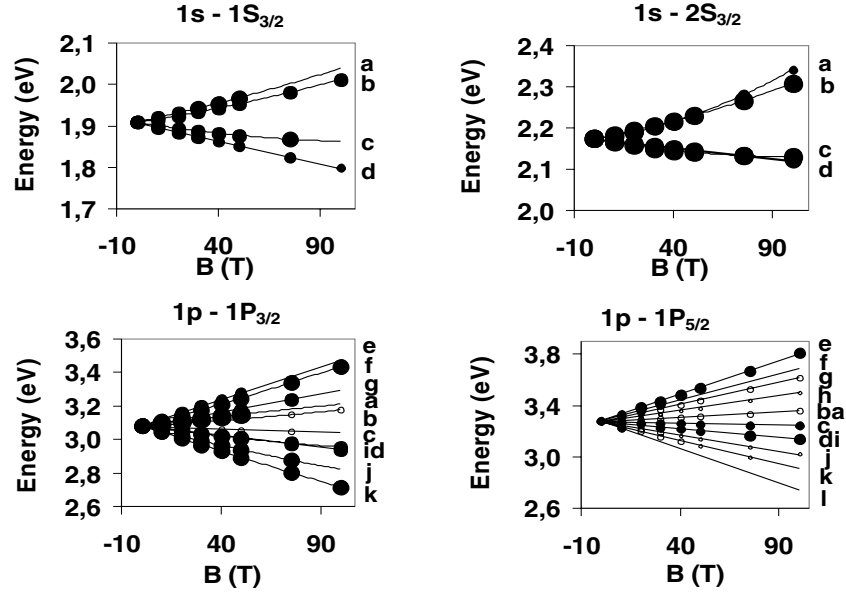 1s - 1S3/2
Energy (eV)
2,1
2,0
1,9
1,8
1,7
-10 40 90
B (T)
a
b
c
d
1s - 2S3/2
Energy (eV)
2,4
2,3
2,2
2,1
2,0
-10 40 90
B (T)
a
b
c
d
1p - 1P3/2
Energy (eV)
3,6
3,4
3,2
3,0
2,8
2,6
-10 40 90
B (T)
e
f
g
a
b
c
id
j
k
1p - 1P5/2
Energy (eV)
3,8
3,4
3,0
2,6
-10 40 90
B (T)
e
f
g
h
ba
c
di
j
k
l